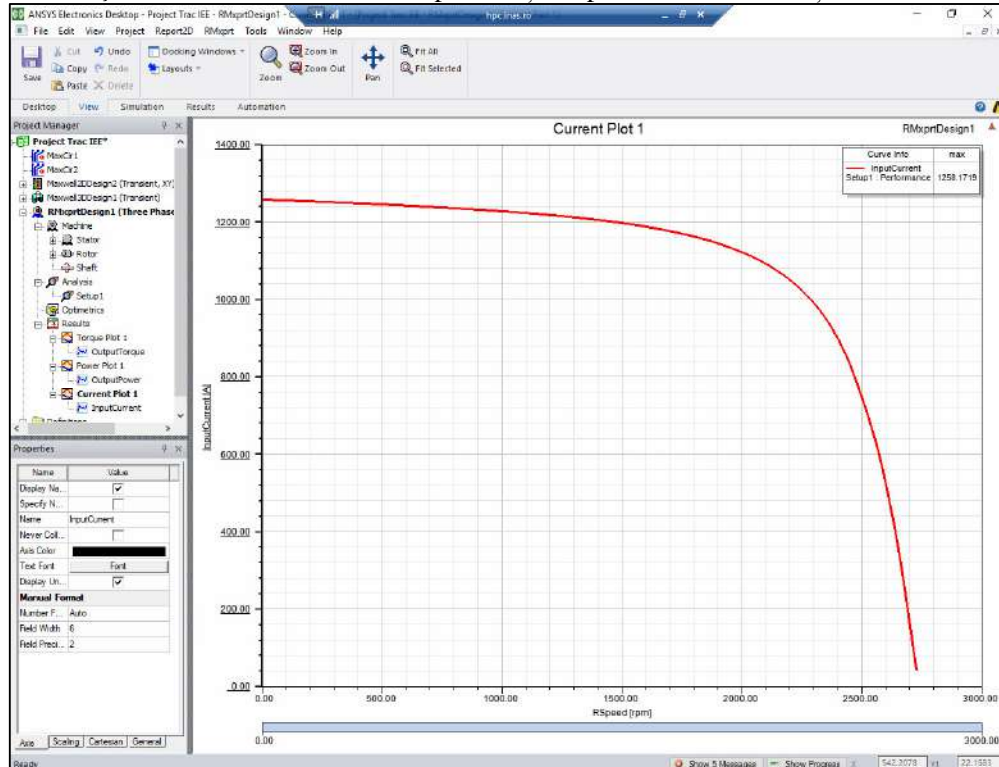 ANSYS Electronics Desktop - Project Trac IEE - RMxprtDesign1 -
hpc.imas.ro
File Edit View Project Report2D RMxprt Tools Window Help
Save
Cut
Copy
Paste
Undo
Redo
Delete
Docking Windows
Layouts
Zoom
Zoom In
Zoom Out
Pan
Fit All
Fit Selected
Desktop View Simulation Results Automation
Project Manager
Project Trac IEE*
MaxCir1
MaxCir2
Maxwell2DDesign2 (Transient, XY)
Maxwell3DDesign1 (Transient)
RMxprtDesign1 (Three Phase
Machine
Stator
Rotor
Shaft
Analysis
Setup1
Optimetrics
Results
Torque Plot 1
OutputTorque
Power Plot 1
OutputPower
Current Plot 1
InputCurrent
Definitions
Properties
Name Value
Display Na...
Specify N...
Name InputCurrent
Never Coll...
Axis Color
Text Font Font
Display Un...
Manual Format
Number F... Auto
Field Width 6
Field Preci... 2
Axis Scaling Cartesian General
Current Plot 1
RMxprtDesign1
Curve Info max
InputCurrent
Setup1 : Performance 1258.1719
InputCurrent [A]
1400.00
1200.00
1000.00
800.00
600.00
400.00
200.00
0.00
0.00 500.00 1000.00 1500.00 2000.00 2500.00 3000.00
RSpeed [rpm]
0.00 3000.00
Ready
Show 5 Messages Show Progress